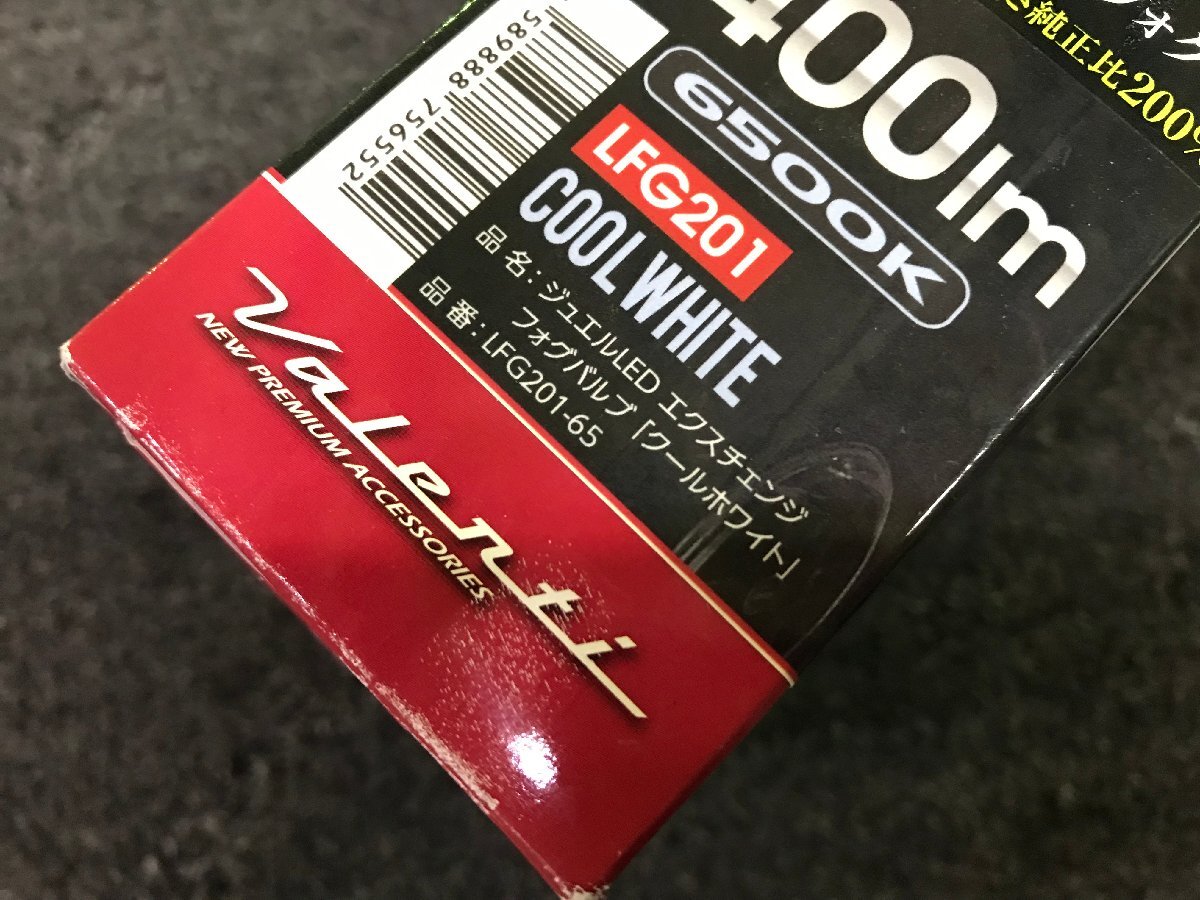 純正比200%
400lm
6500K
LFG201
COOL WHITE
品 名：ジュエルLED エクスチェンジ
フォグバルブ「クールホワイト」
品 番：LFG201-65
589888 756552
Valenti
NEW PREMIUM ACCESSORIES